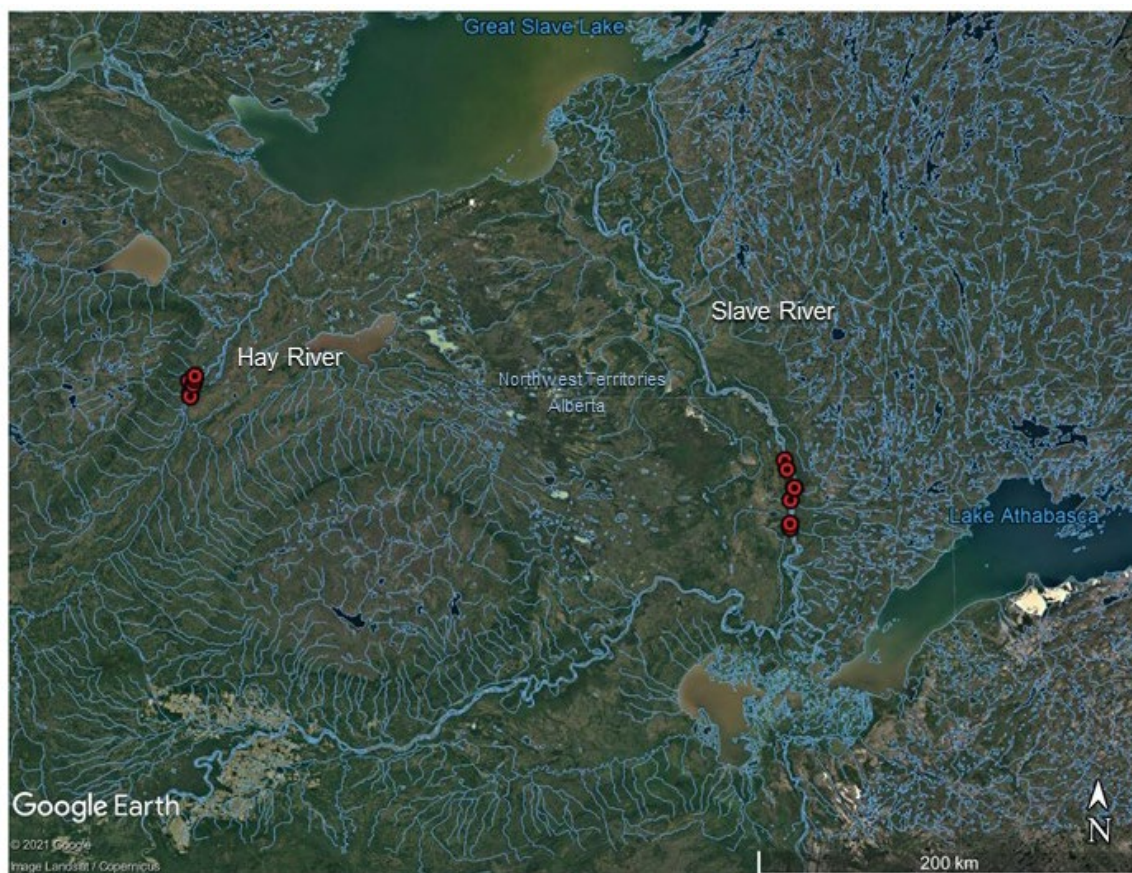 Great Slave Lake
Slave River
Hay River
Northwest Territories
Alberta
Lake Athabasca
Google Earth
© 2021 Google
Image Landsat / Copernicus
N
200 km